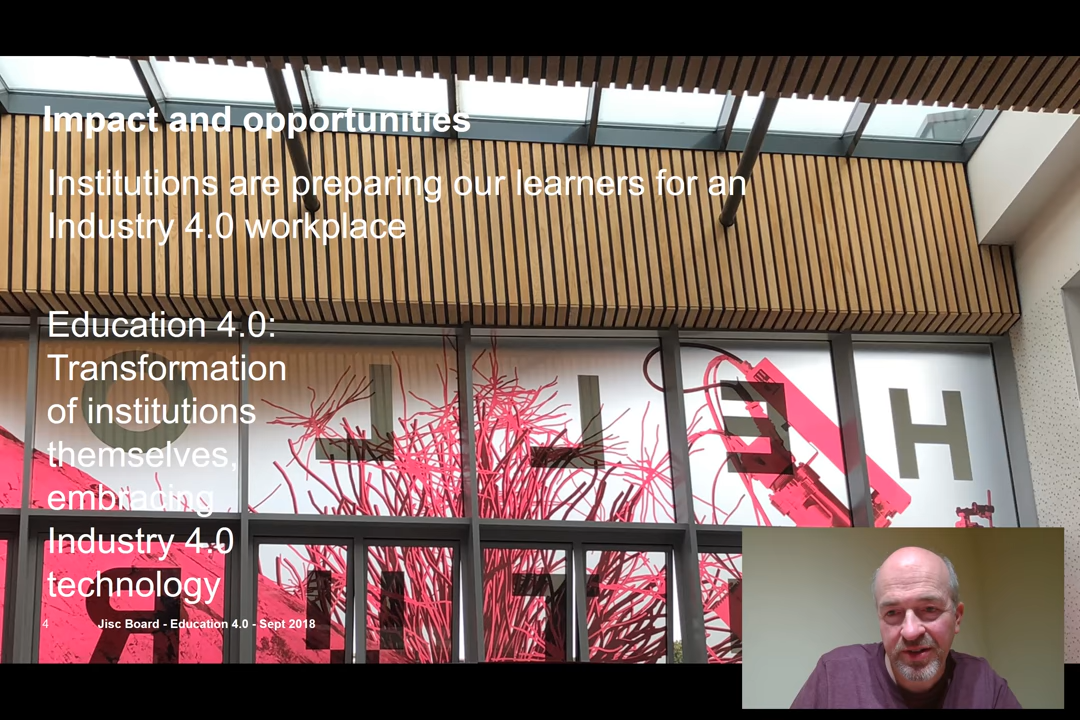 Impact and opportunities
Institutions are preparing our learners for an
Industry 4.0 workplace
Education 4.0:
Transformation
of institutions
themselves,
embracing
Industry 4.0
technology
4 Jisc Board - Education 4.0 - Sept 2018
HELLO